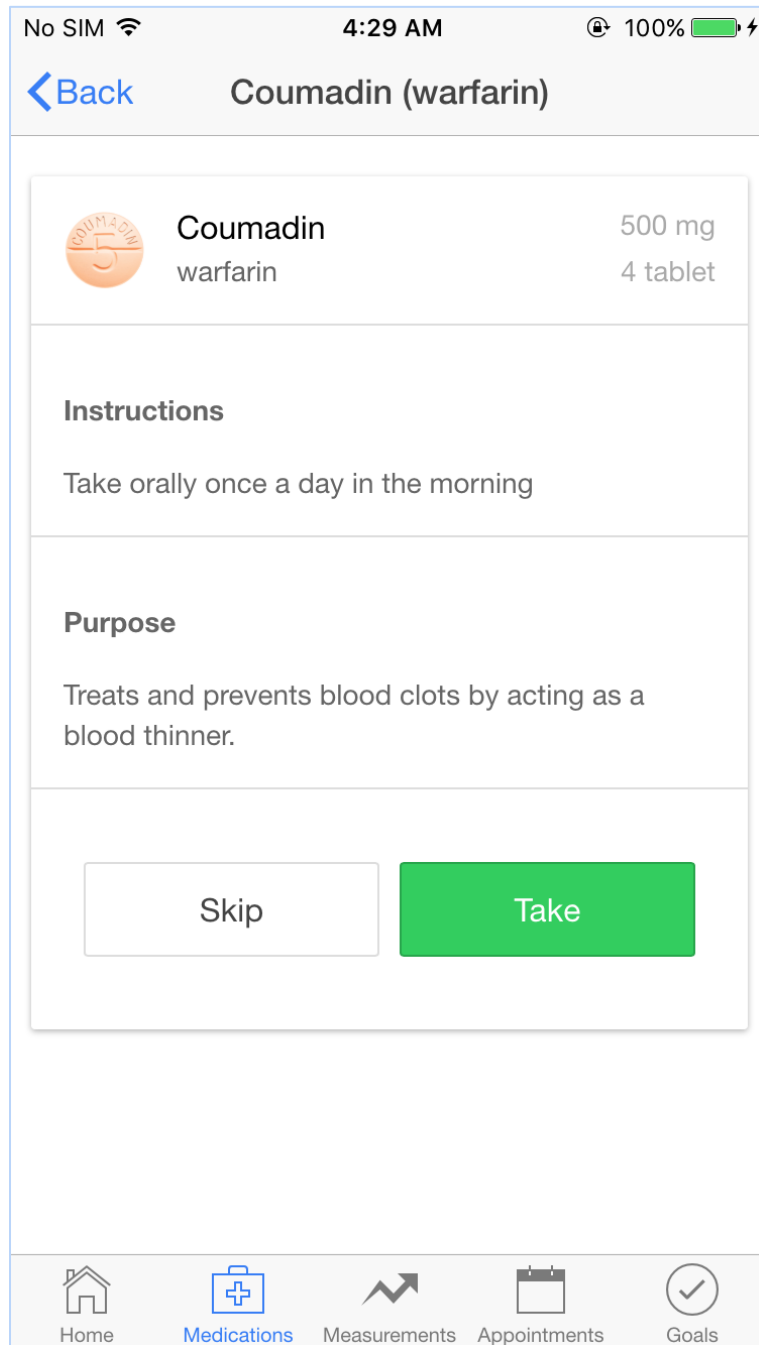 No SIM 4:29 AM 100%
Back Coumadin (warfarin)
COUMADIN
5
Coumadin 500 mg
warfarin 4 tablet
Instructions
Take orally once a day in the morning
Purpose
Treats and prevents blood clots by acting as a
blood thinner.
Skip Take
Home Medications Measurements Appointments Goals